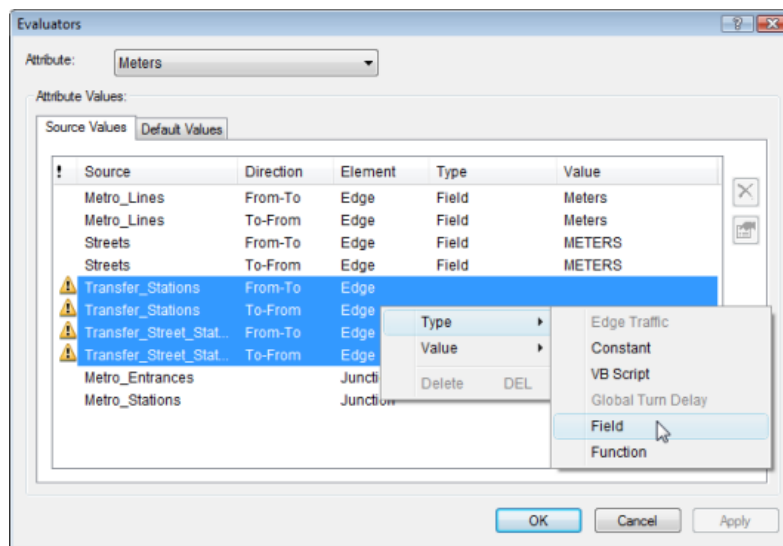 Evaluators
Attribute: Meters
Attribute Values:
Source Values Default Values
! Source Direction Element Type Value
Metro_Lines From-To Edge Field Meters
Metro_Lines To-From Edge Field Meters
Streets From-To Edge Field METERS
Streets To-From Edge Field METERS
Transfer_Stations From-To Edge
Transfer_Stations To-From Edge
Transfer_Street_Stat... From-To Edge
Transfer_Street_Stat... To-From Edge
Metro_Entrances Juncti
Metro_Stations Junction
Type
Value
Delete DEL
Edge Traffic
Constant
VB Script
Global Turn Delay
Field
Function
OK Cancel Apply